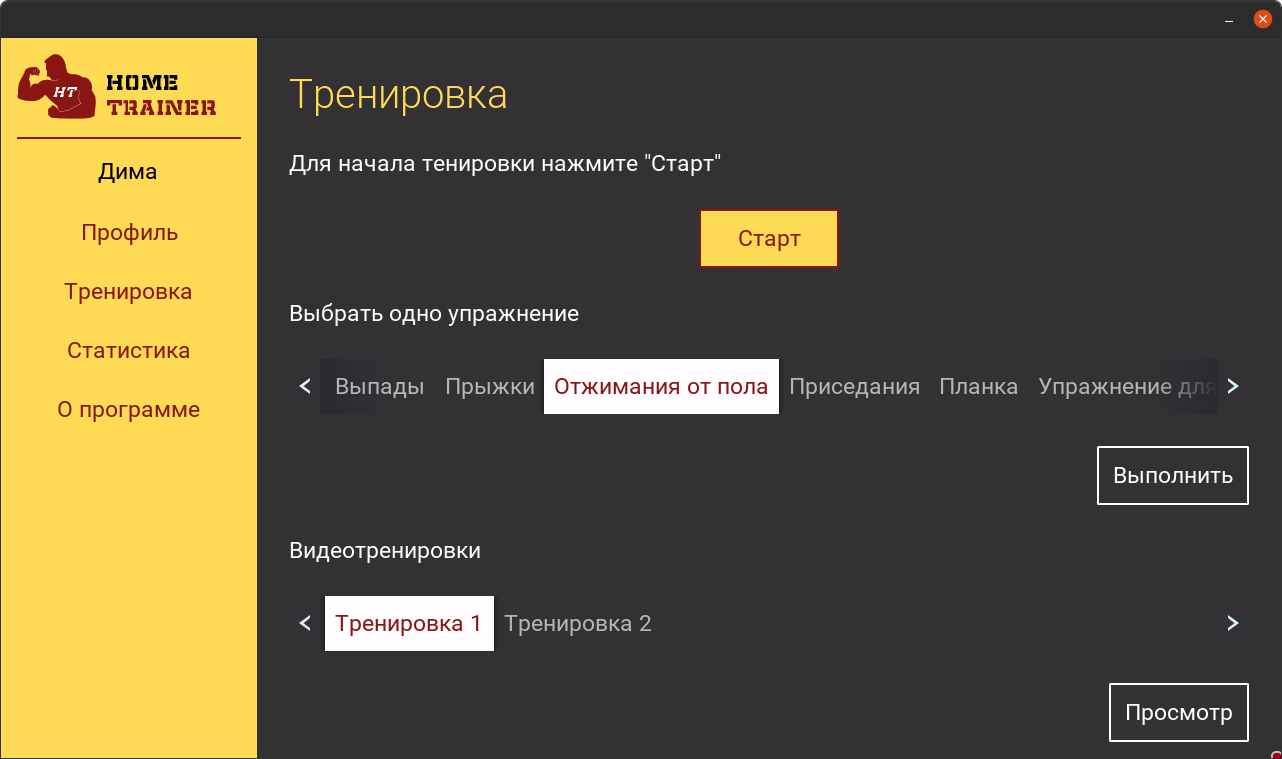 HT
HOME
TRAINER
Дима
Профиль
Тренировка
Статистика
О программе
Тренировка
Для начала тенировки нажмите "Старт"
Старт
Выбрать одно упражнение
< Выпады Прыжки Отжимания от пола Приседания Планка Упражнение для >
Выполнить
Видеотренировки
< Тренировка 1 Тренировка 2 >
Просмотр